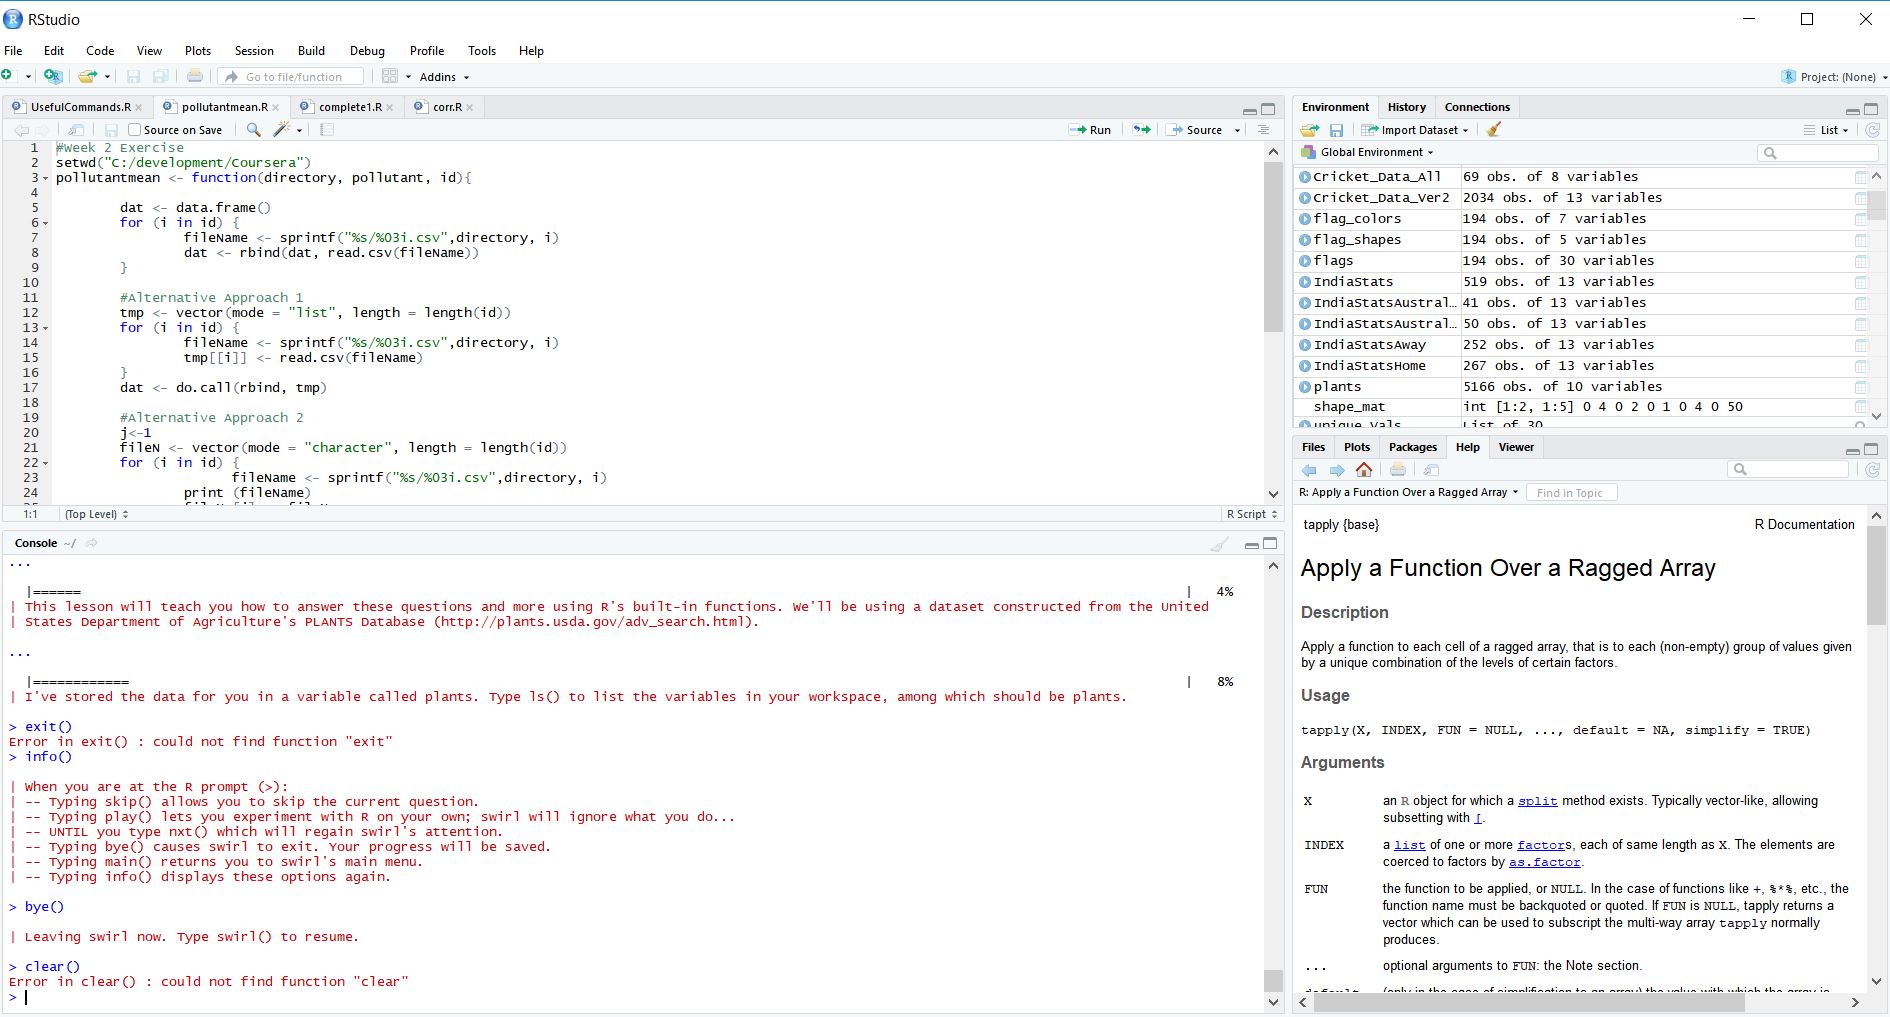 RStudio
File Edit Code View Plots Session Build Debug Profile Tools Help
Go to file/function Addins Project: (None)
UsefulCommands.R pollutantmean.R complete1.R corr.R
Source on Save Run Source
1 #Week 2 Exercise
2 setwd("C:/development/Coursera")
3 pollutantmean <- function(directory, pollutant, id){
4
5 dat <- data.frame()
6 for (i in id) {
7 fileName <- sprintf("%s/%03i.csv",directory, i)
8 dat <- rbind(dat, read.csv(fileName))
9 }
10
11 #Alternative Approach 1
12 tmp <- vector(mode = "list", length = length(id))
13 for (i in id) {
14 fileName <- sprintf("%s/%03i.csv",directory, i)
15 tmp[[i]] <- read.csv(fileName)
16 }
17 dat <- do.call(rbind, tmp)
18
19 #Alternative Approach 2
20 j<-1
21 fileN <- vector(mode = "character", length = length(id))
22 for (i in id) {
23 fileName <- sprintf("%s/%03i.csv",directory, i)
24 print (fileName)
1:1 (Top Level) R Script
Console ~/
...
|====== | 4%
| This lesson will teach you how to answer these questions and more using R's built-in functions. We'll be using a dataset constructed from the United
| States Department of Agriculture's PLANTS Database (http://plants.usda.gov/adv_search.html).
...
|============ | 8%
| I've stored the data for you in a variable called plants. Type ls() to list the variables in your workspace, among which should be plants.
> exit()
Error in exit() : could not find function "exit"
> info()
| When you are at the R prompt (>):
| -- Typing skip() allows you to skip the current question.
| -- Typing play() lets you experiment with R on your own; swirl will ignore what you do...
| -- UNTIL you type nxt() which will regain swirl's attention.
| -- Typing bye() causes swirl to exit. Your progress will be saved.
| -- Typing main() returns you to swirl's main menu.
| -- Typing info() displays these options again.
> bye()
| Leaving swirl now. Type swirl() to resume.
> clear()
Error in clear() : could not find function "clear"
>
Environment History Connections
Import Dataset List
Global Environment
Cricket_Data_All 69 obs. of 8 variables
Cricket_Data_Ver2 2034 obs. of 13 variables
flag_colors 194 obs. of 7 variables
flag_shapes 194 obs. of 5 variables
flags 194 obs. of 30 variables
IndiaStats 519 obs. of 13 variables
IndiaStatsAustral… 41 obs. of 13 variables
IndiaStatsAustral… 50 obs. of 13 variables
IndiaStatsAway 252 obs. of 13 variables
IndiaStatsHome 267 obs. of 13 variables
plants 5166 obs. of 10 variables
shape_mat int [1:2, 1:5] 0 4 0 2 0 1 0 4 0 50
unique_vals List of 30
Files Plots Packages Help Viewer
R: Apply a Function Over a Ragged Array Find in Topic
tapply {base} R Documentation
Apply a Function Over a Ragged Array
Description
Apply a function to each cell of a ragged array, that is to each (non-empty) group of values given
by a unique combination of the levels of certain factors.
Usage
tapply(X, INDEX, FUN = NULL, ..., default = NA, simplify = TRUE)
Arguments
X an R object for which a split method exists. Typically vector-like, allowing
subsetting with [.
INDEX a list of one or more factors, each of same length as X. The elements are
coerced to factors by as.factor.
FUN the function to be applied, or NULL. In the case of functions like +, %*%, etc., the
function name must be backquoted or quoted. If FUN is NULL, tapply returns a
vector which can be used to subscript the multi-way array tapply normally
produces.
... optional arguments to FUN: the Note section.
default (only in the case of simplification to an array) the value with which the array is